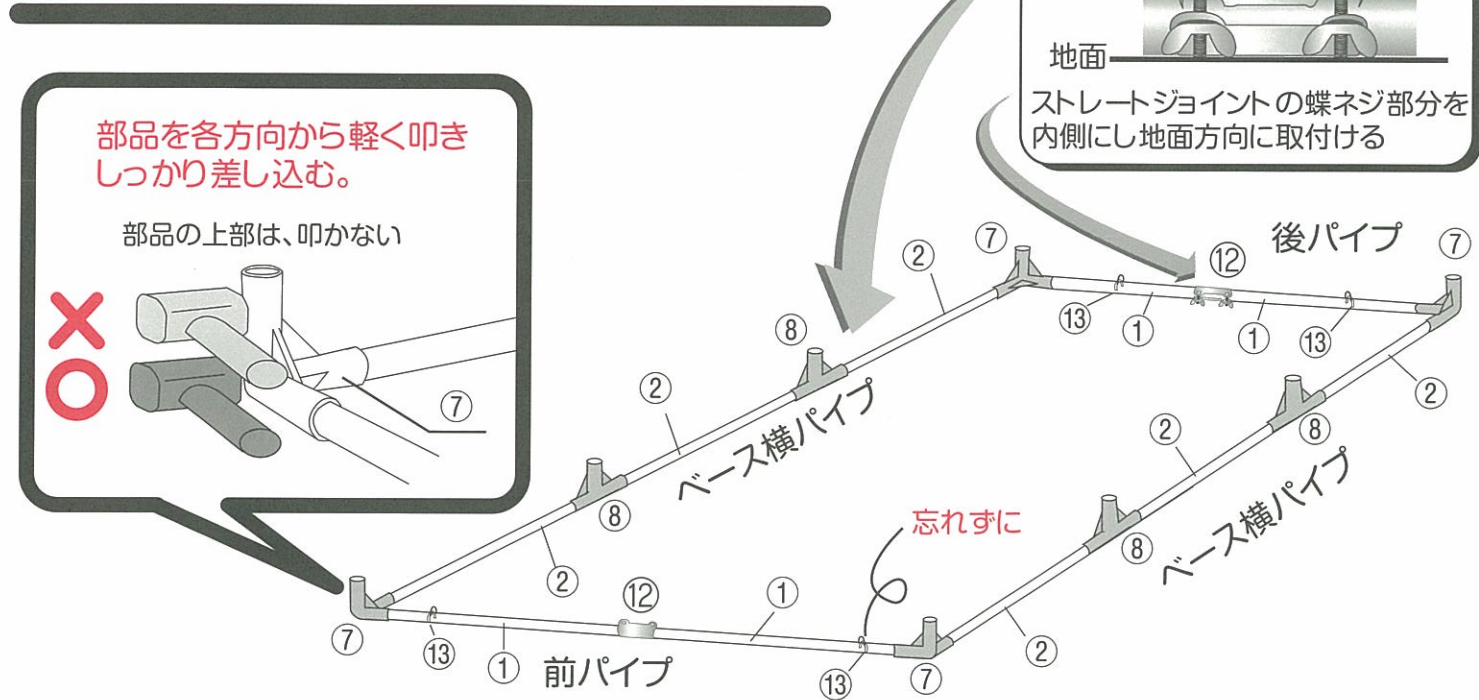 地面
ストレートジョイントの蝶ネジ部分を
内側にし地面方向に取付ける
部品を各方向から軽く叩き
しっかり差し込む。
部品の上部は、叩かない
⑦
後パイプ
⑦
⑦
⑫
②
⑬
①
①
⑬
⑧
②
②
⑧
ベース横パイプ
②
⑧
⑧
ベース横パイプ
忘れずに
②
②
⑫
①
⑦
⑬
①
前パイプ
⑬
⑦